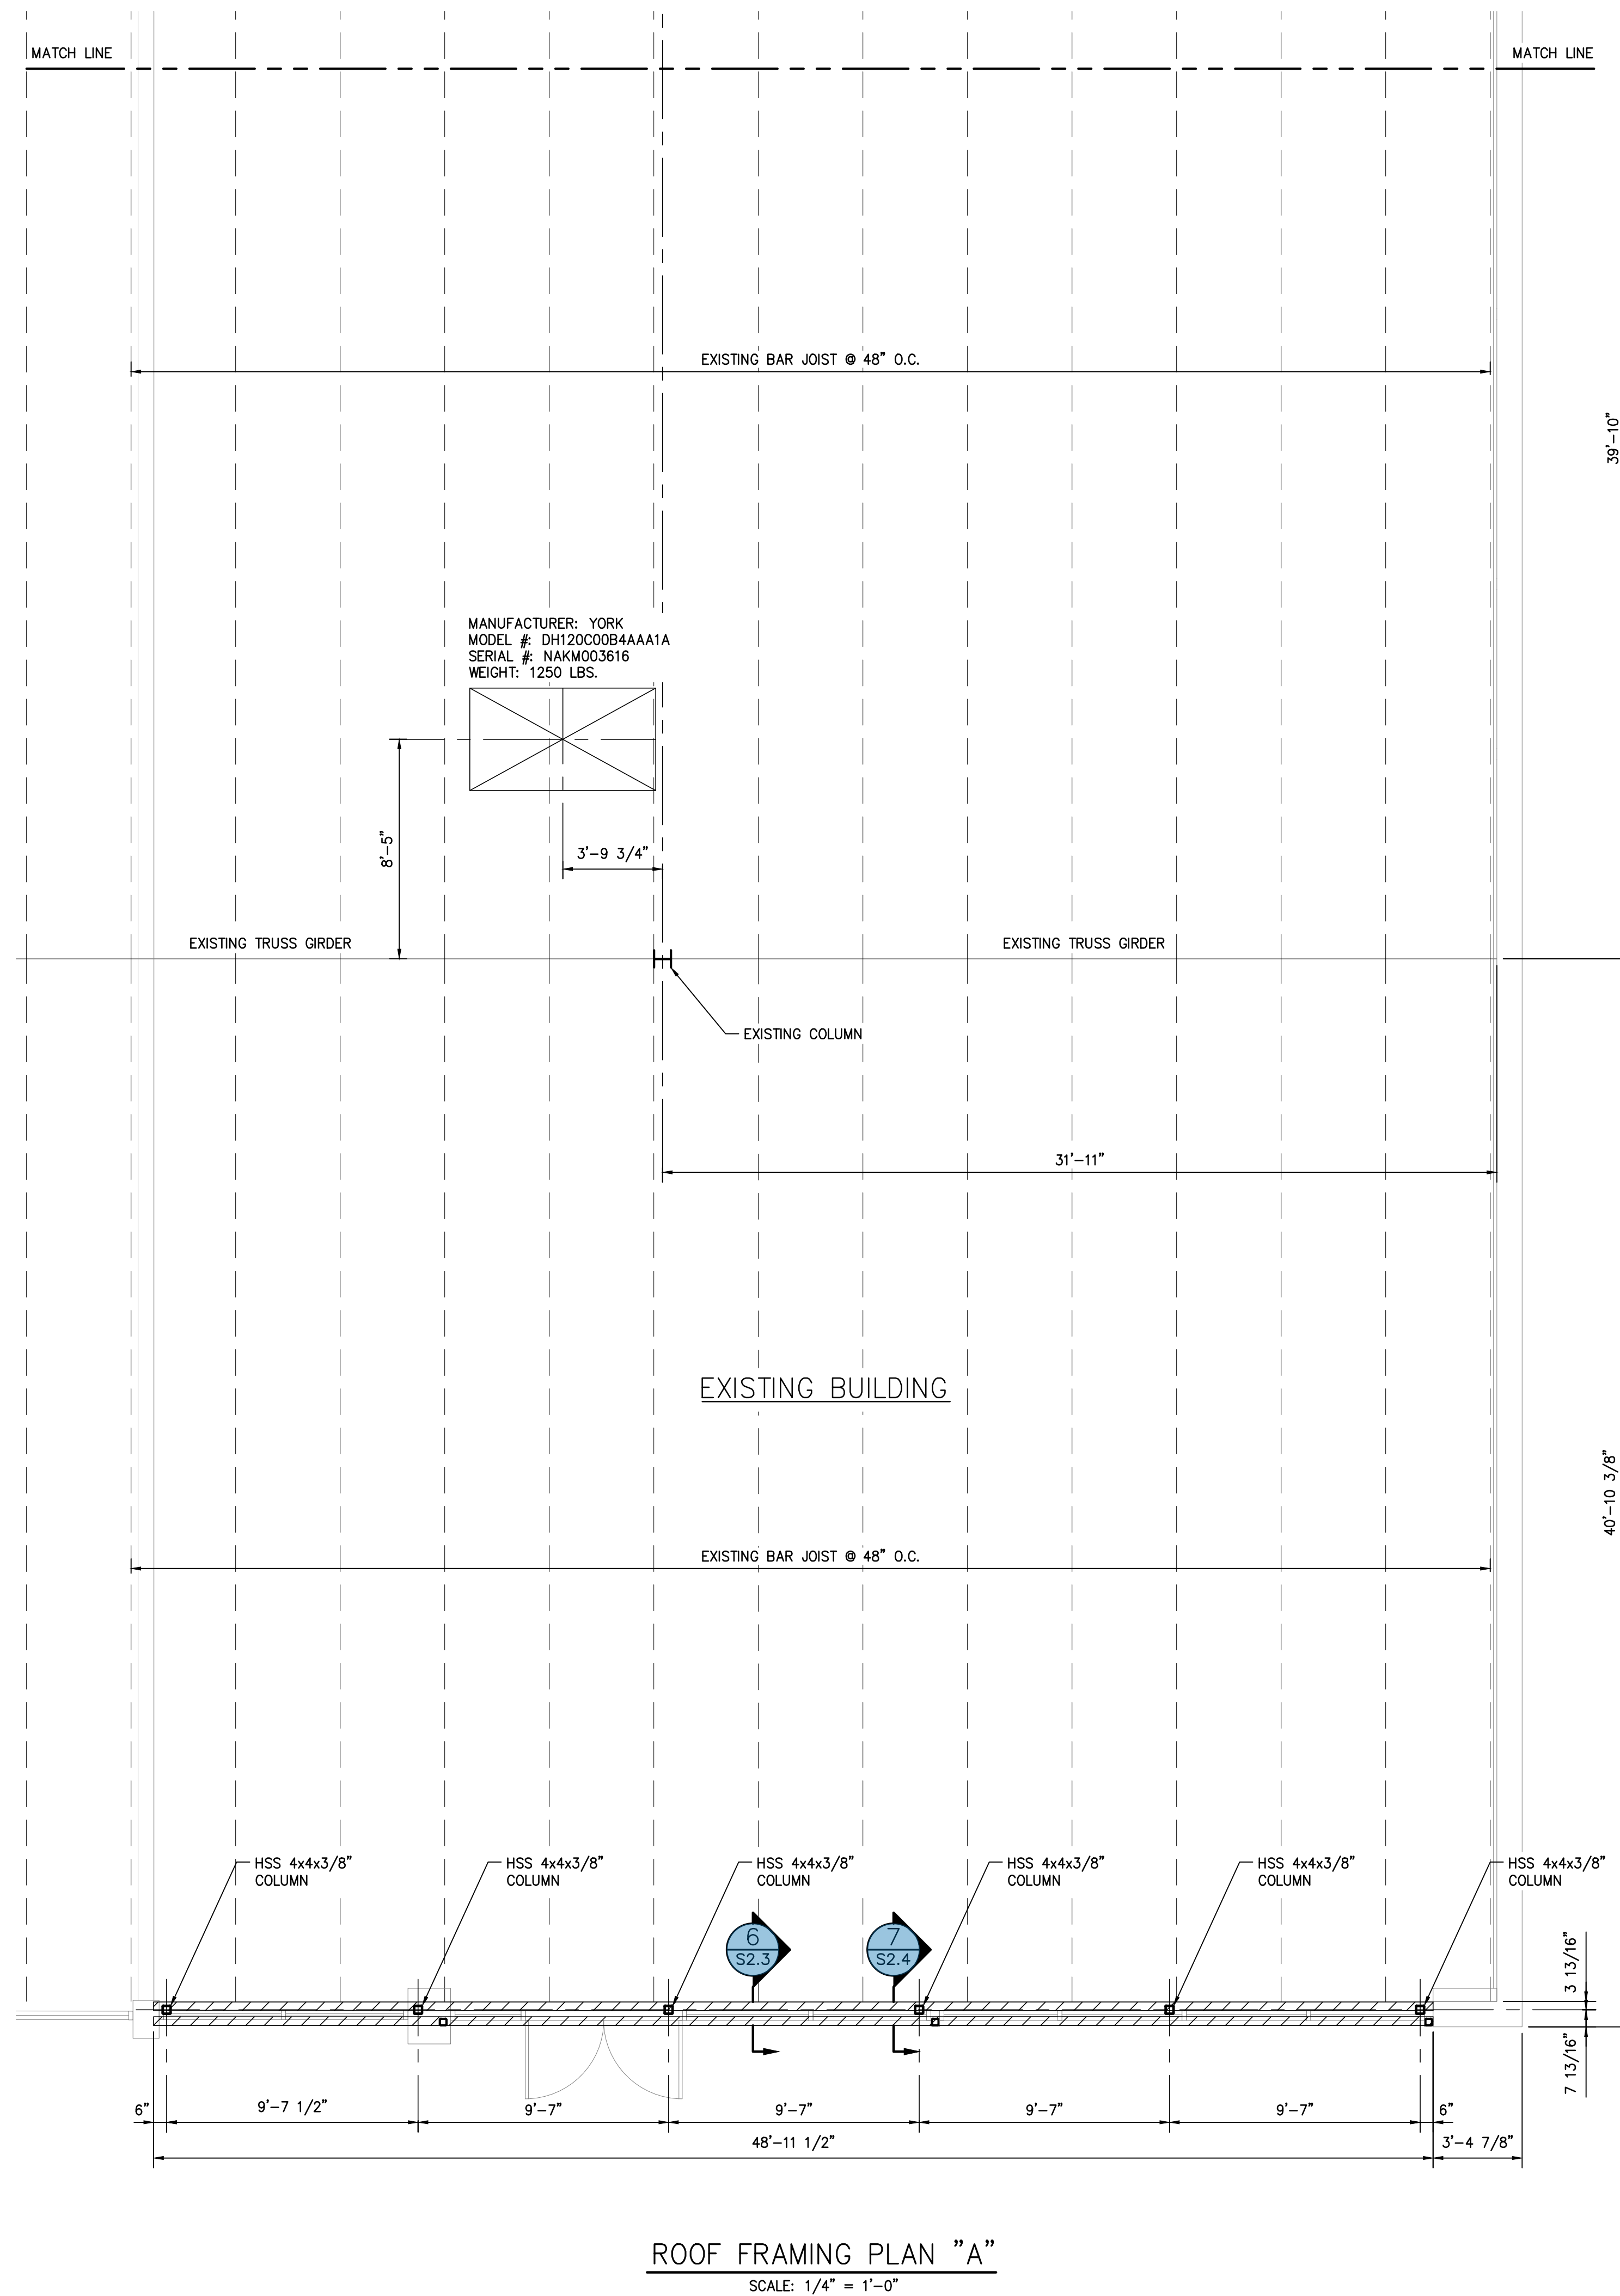 MATCH LINE
MATCH LINE
EXISTING BAR JOIST @ 48" O.C.
39'-10"
MANUFACTURER: YORK
MODEL #: DH120C00B4AAA1A
SERIAL #: NAKM003616
WEIGHT: 1250 LBS.
8'-5"
3'-9 3/4"
EXISTING TRUSS GIRDER
EXISTING TRUSS GIRDER
EXISTING COLUMN
31'-11"
EXISTING BUILDING
40'-10 3/8"
EXISTING BAR JOIST @ 48" O.C.
HSS 4x4x3/8"
COLUMN
HSS 4x4x3/8"
COLUMN
HSS 4x4x3/8"
COLUMN
HSS 4x4x3/8"
COLUMN
HSS 4x4x3/8"
COLUMN
HSS 4x4x3/8"
COLUMN
6
S2.3
7
S2.4
3 13/16"
7 13/16"
6"
9'-7 1/2"
9'-7"
9'-7"
9'-7"
9'-7"
6"
48'-11 1/2"
3'-4 7/8"
ROOF FRAMING PLAN "A"
SCALE: 1/4" = 1'-0"